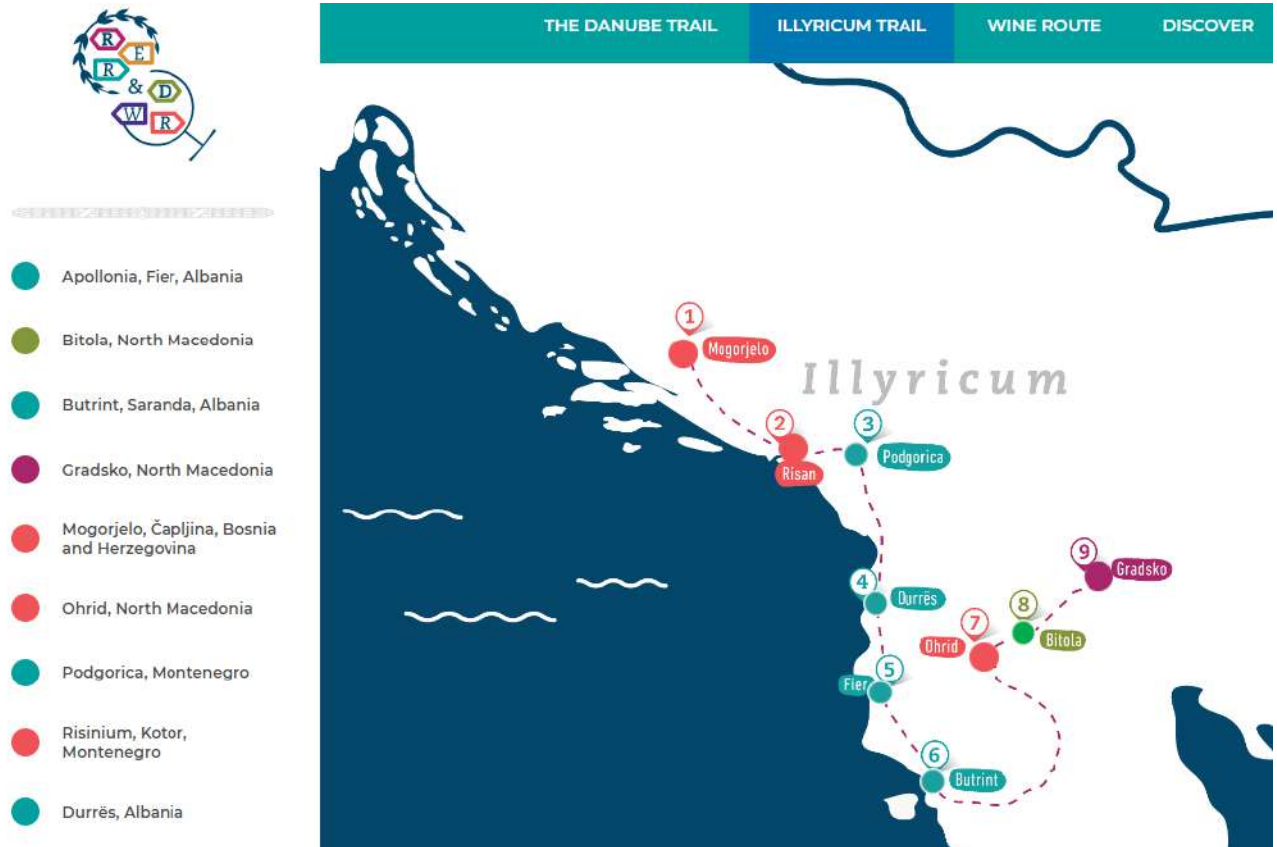 R
E
R
& D
W R
THE DANUBE TRAIL ILLYRICUM TRAIL WINE ROUTE DISCOVER
Apollonia, Fier, Albania
Bitola, North Macedonia
Butrint, Saranda, Albania
Gradsko, North Macedonia
Mogorjelo, Čapljina, Bosnia
and Herzegovina
Ohrid, North Macedonia
Podgorica, Montenegro
Risinium, Kotor,
Montenegro
Durrës, Albania
1
Mogorjelo
Illyricum
2
Risan
3
Podgorica
4
Durrës
5
Fier
6
Butrint
7
Ohrid
8
Bitola
9
Gradsko